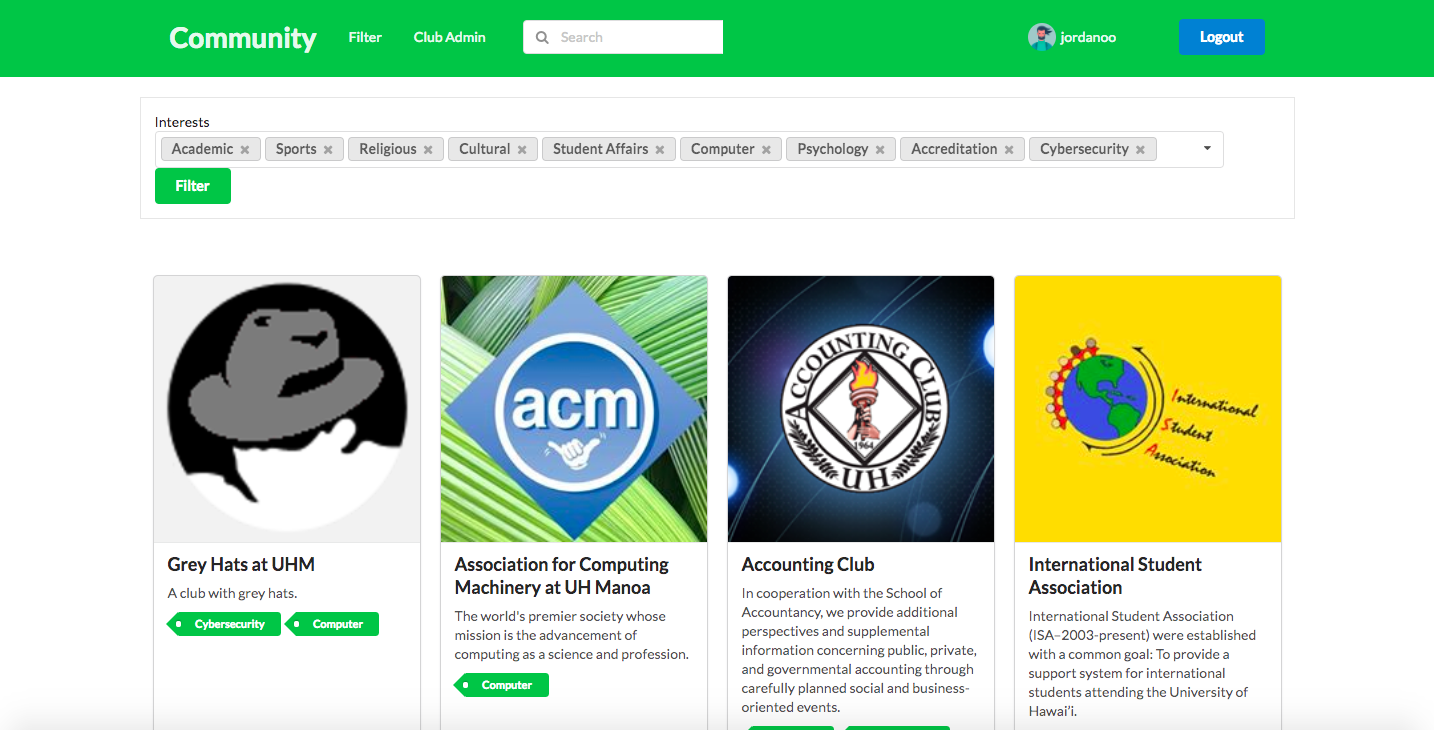 Community Filter Club Admin Search jordanoo Logout
Interests
Academic Sports Religious Cultural Student Affairs Computer Psychology Accreditation Cybersecurity
Filter
acm
ACCOUNTING CLUB
1964
UH
International
Student
Association
Grey Hats at UHM
A club with grey hats.
Cybersecurity Computer
Association for Computing
Machinery at UH Manoa
The world's premier society whose
mission is the advancement of
computing as a science and profession.
Computer
Accounting Club
In cooperation with the School of
Accountancy, we provide additional
perspectives and supplemental
information concerning public, private,
and governmental accounting through
carefully planned social and business-
oriented events.
International Student
Association
International Student Association
(ISA–2003-present) were established
with a common goal: To provide a
support system for international
students attending the University of
Hawai'i.